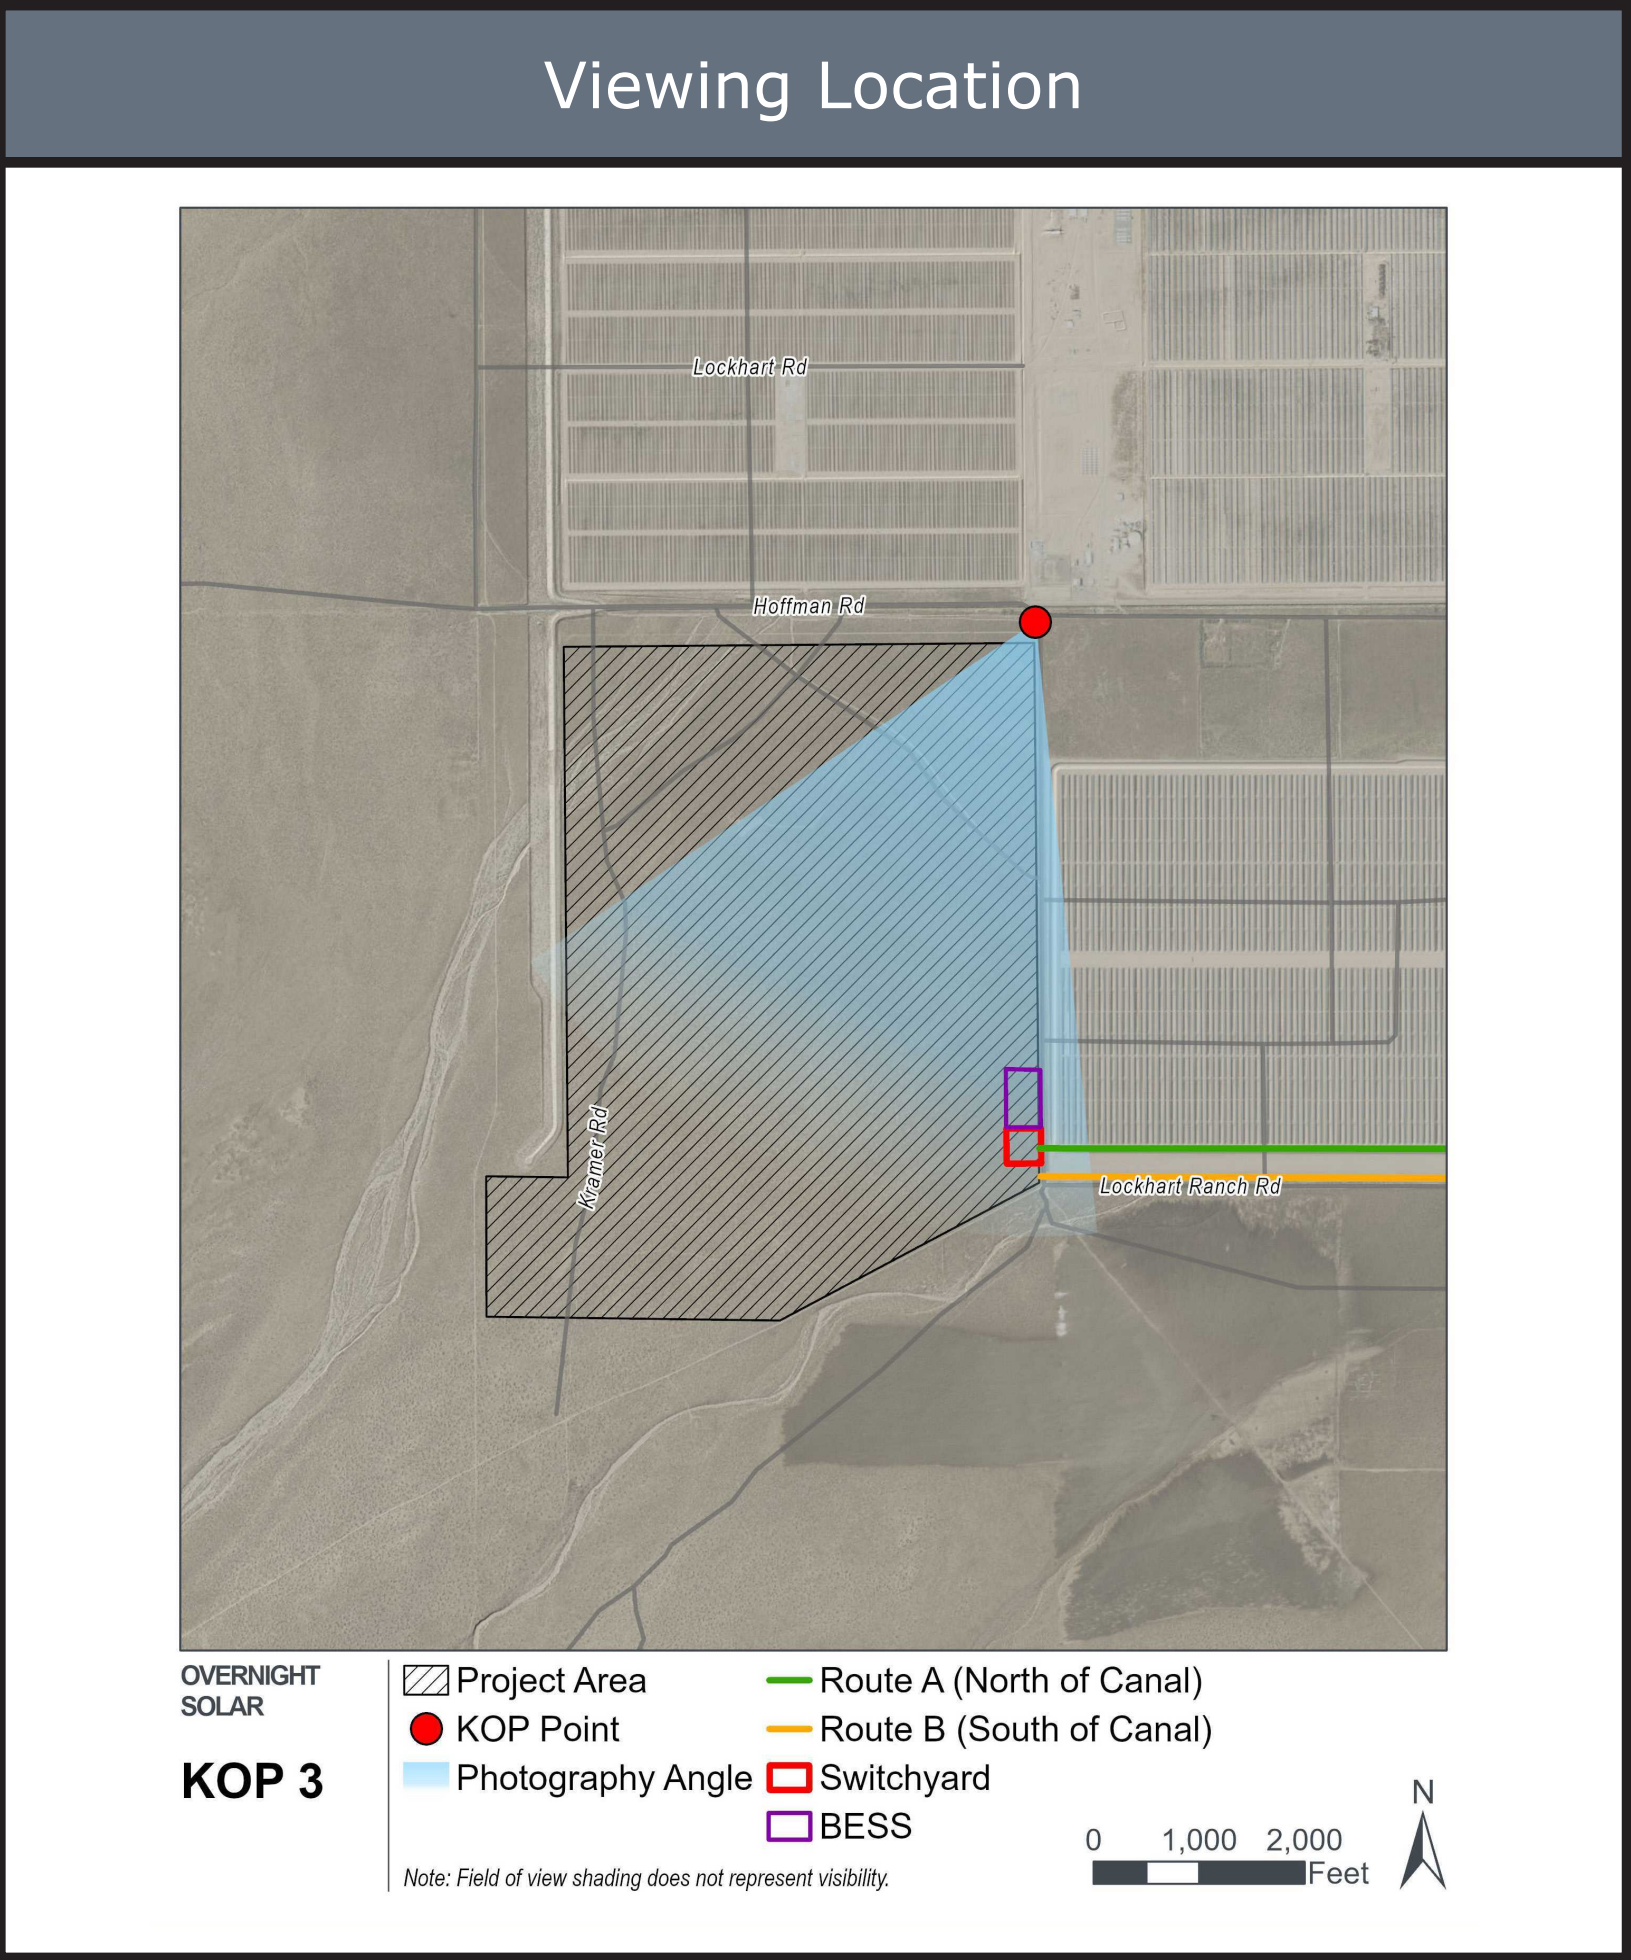 Viewing Location
Lockhart Rd
Hoffman Rd
Kramer Rd
Lockhart Ranch Rd
OVERNIGHT
SOLAR
KOP 3
Project Area
KOP Point
Photography Angle
Note: Field of view shading does not represent visibility.
Route A (North of Canal)
Route B (South of Canal)
Switchyard
BESS
0 1,000 2,000
Feet
N